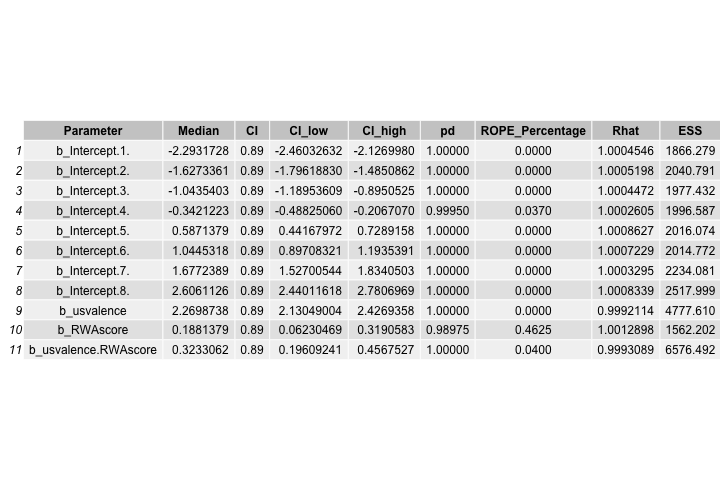 Parameter Median CI CI_low CI_high pd ROPE_Percentage Rhat ESS
1 b_Intercept.1. -2.2931728 0.89 -2.46032632 -2.1269980 1.00000 0.0000 1.0004546 1866.279
2 b_Intercept.2. -1.6273361 0.89 -1.79618830 -1.4850862 1.00000 0.0000 1.0005198 2040.791
3 b_Intercept.3. -1.0435403 0.89 -1.18953609 -0.8950525 1.00000 0.0000 1.0004472 1977.432
4 b_Intercept.4. -0.3421223 0.89 -0.48825060 -0.2067070 0.99950 0.0370 1.0002605 1996.587
5 b_Intercept.5. 0.5871379 0.89 0.44167972 0.7289158 1.00000 0.0000 1.0008627 2016.074
6 b_Intercept.6. 1.0445318 0.89 0.89708321 1.1935391 1.00000 0.0000 1.0007229 2014.772
7 b_Intercept.7. 1.6772389 0.89 1.52700544 1.8340503 1.00000 0.0000 1.0003295 2234.081
8 b_Intercept.8. 2.6061126 0.89 2.44011618 2.7806969 1.00000 0.0000 1.0008339 2517.999
9 b_usvalence 2.2698738 0.89 2.13049004 2.4269358 1.00000 0.0000 0.9992114 4777.610
10 b_RWAscore 0.1881379 0.89 0.06230469 0.3190583 0.98975 0.4625 1.0012898 1562.202
11 b_usvalence.RWAscore 0.3233062 0.89 0.19609241 0.4567527 1.00000 0.0400 0.9993089 6576.492